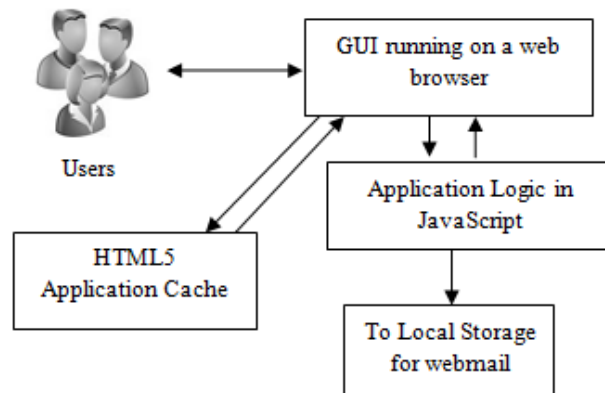 GUI running on a web
browser
Users
Application Logic in
JavaScript
HTML5
Application Cache
To Local Storage
for webmail